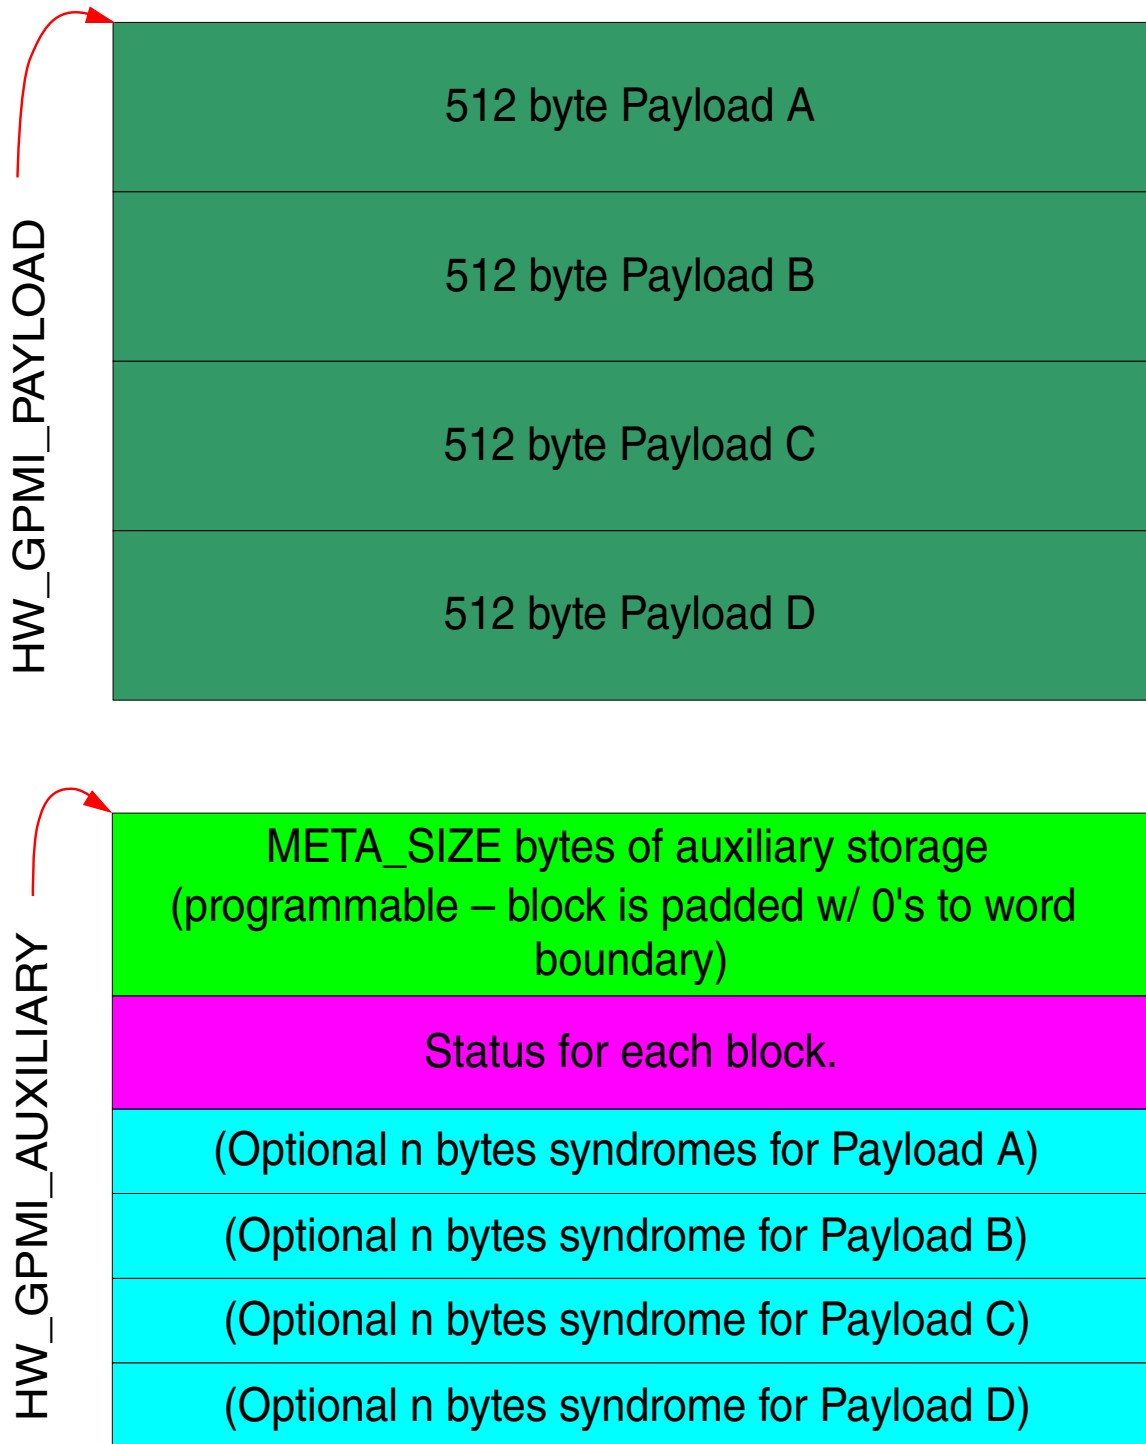 HW_GPMI_PAYLOAD
512 byte Payload A
512 byte Payload B
512 byte Payload C
512 byte Payload D
HW_GPMI_AUXILIARY
META_SIZE bytes of auxiliary storage
(programmable – block is padded w/ 0's to word
boundary)
Status for each block.
(Optional n bytes syndromes for Payload A)
(Optional n bytes syndrome for Payload B)
(Optional n bytes syndrome for Payload C)
(Optional n bytes syndrome for Payload D)